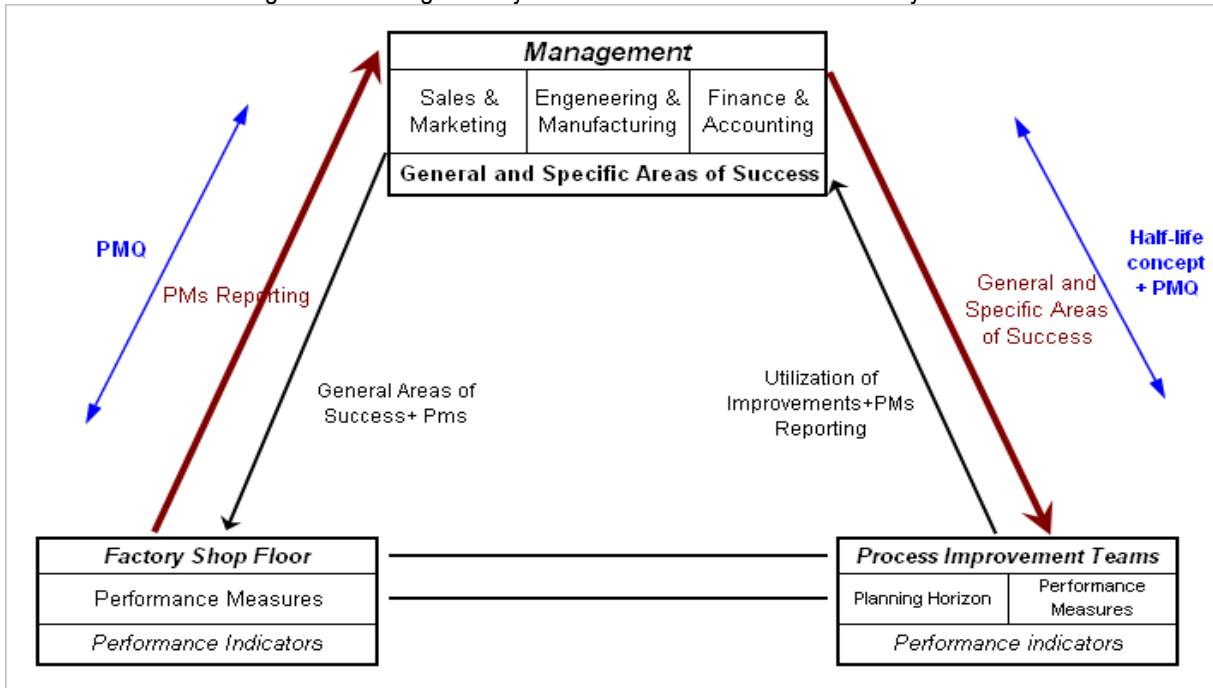 Management
Sales &
Marketing
Engeneering &
Manufacturing
Finance &
Accounting
General and Specific Areas of Success
PMQ
PMs Reporting
General Areas of
Success+ Pms
Utilization of
Improvements+PMs
Reporting
General and
Specific Areas
of Success
Half-life
concept
+ PMQ
Factory Shop Floor
Performance Measures
Performance Indicators
Process Improvement Teams
Planning Horizon
Performance
Measures
Performance indicators